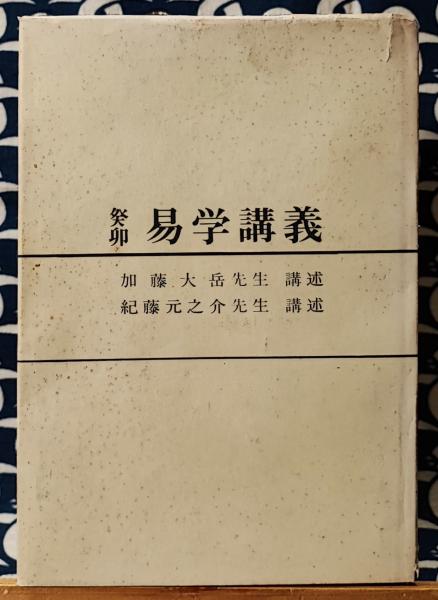 癸卯 易学講義
加藤大岳先生 講述
紀藤元之介先生 講述